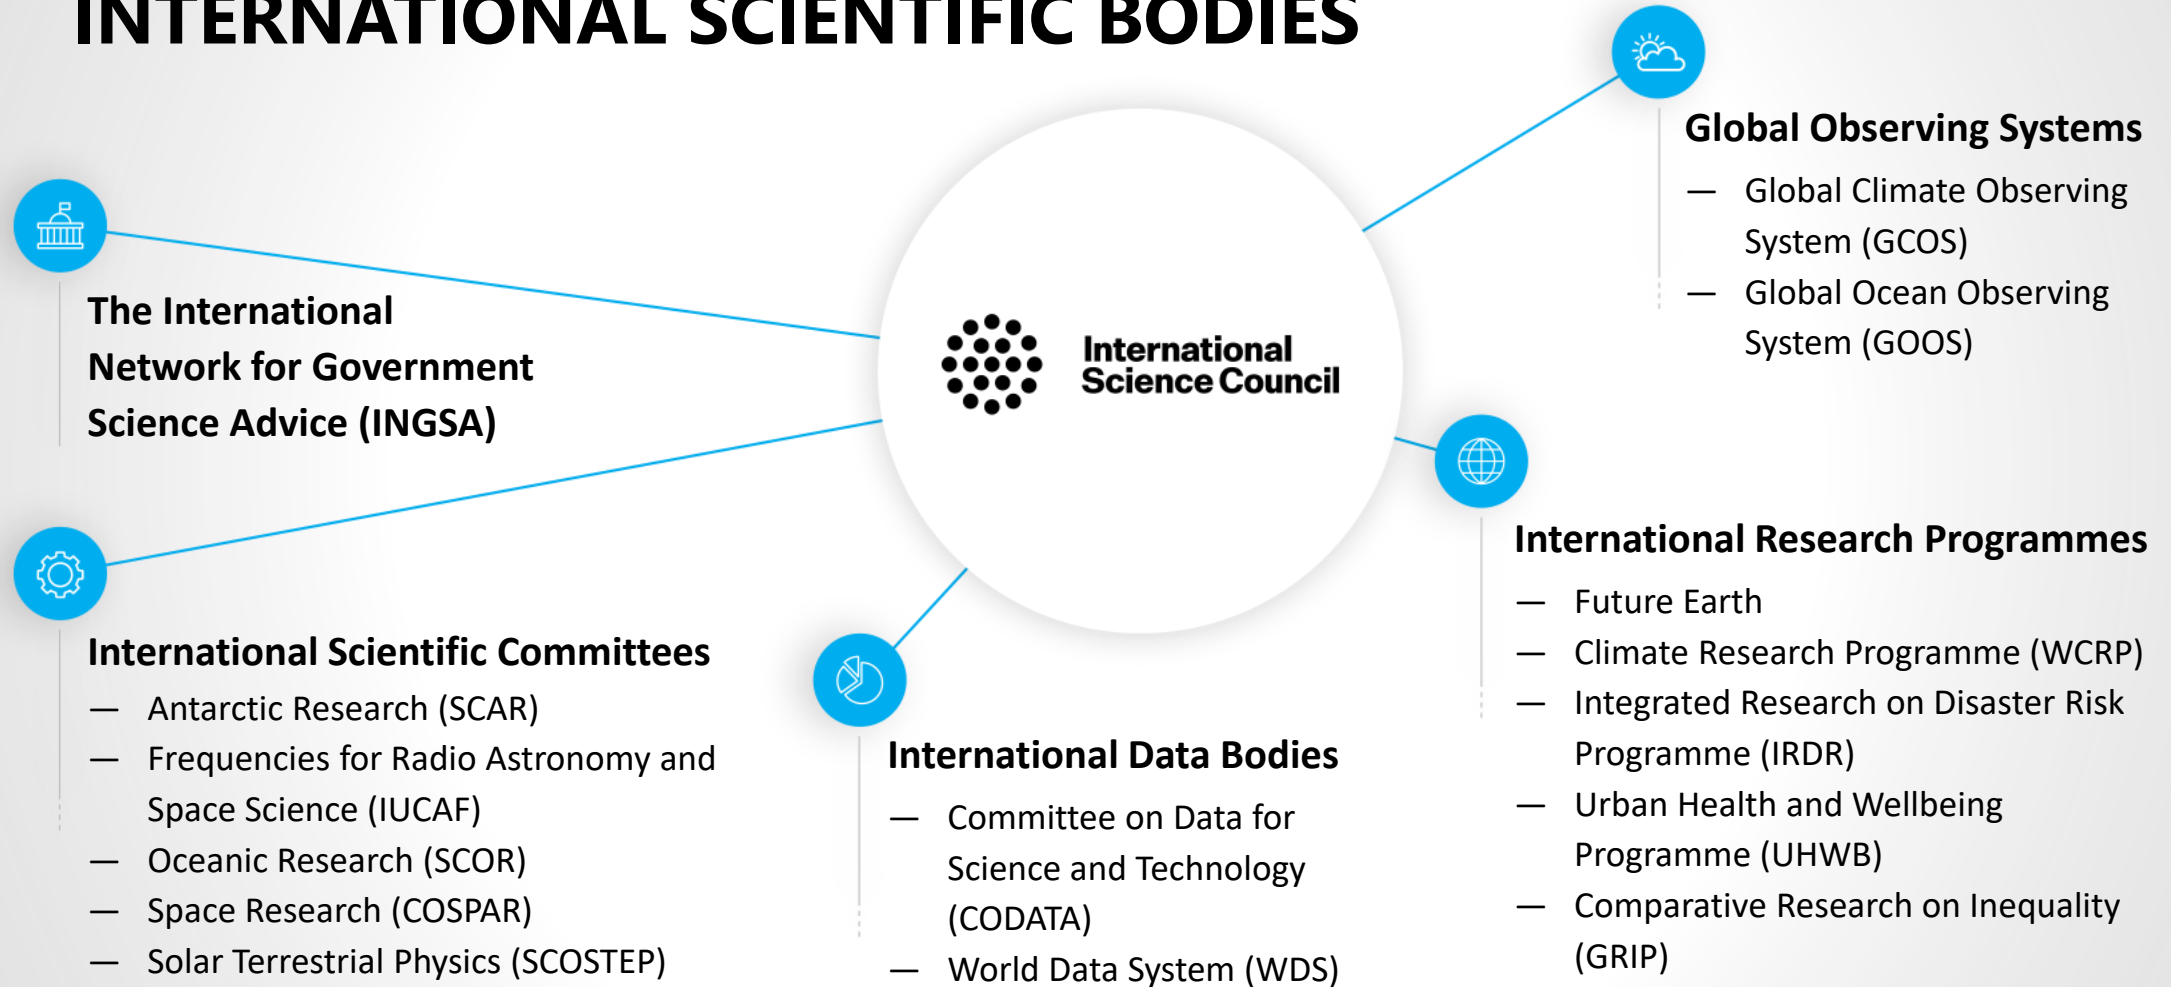 INTERNATIONAL SCIENTIFIC BODIES
Global Observing Systems
— Global Climate Observing
System (GCOS)
— Global Ocean Observing
System (GOOS)
The International
Network for Government
Science Advice (INGSA)
International
Science Council
International Research Programmes
— Future Earth
— Climate Research Programme (WCRP)
— Integrated Research on Disaster Risk
Programme (IRDR)
— Urban Health and Wellbeing
Programme (UHWB)
— Comparative Research on Inequality
(GRIP)
International Scientific Committees
— Antarctic Research (SCAR)
— Frequencies for Radio Astronomy and
Space Science (IUCAF)
— Oceanic Research (SCOR)
— Space Research (COSPAR)
— Solar Terrestrial Physics (SCOSTEP)
International Data Bodies
— Committee on Data for
Science and Technology
(CODATA)
— World Data System (WDS)